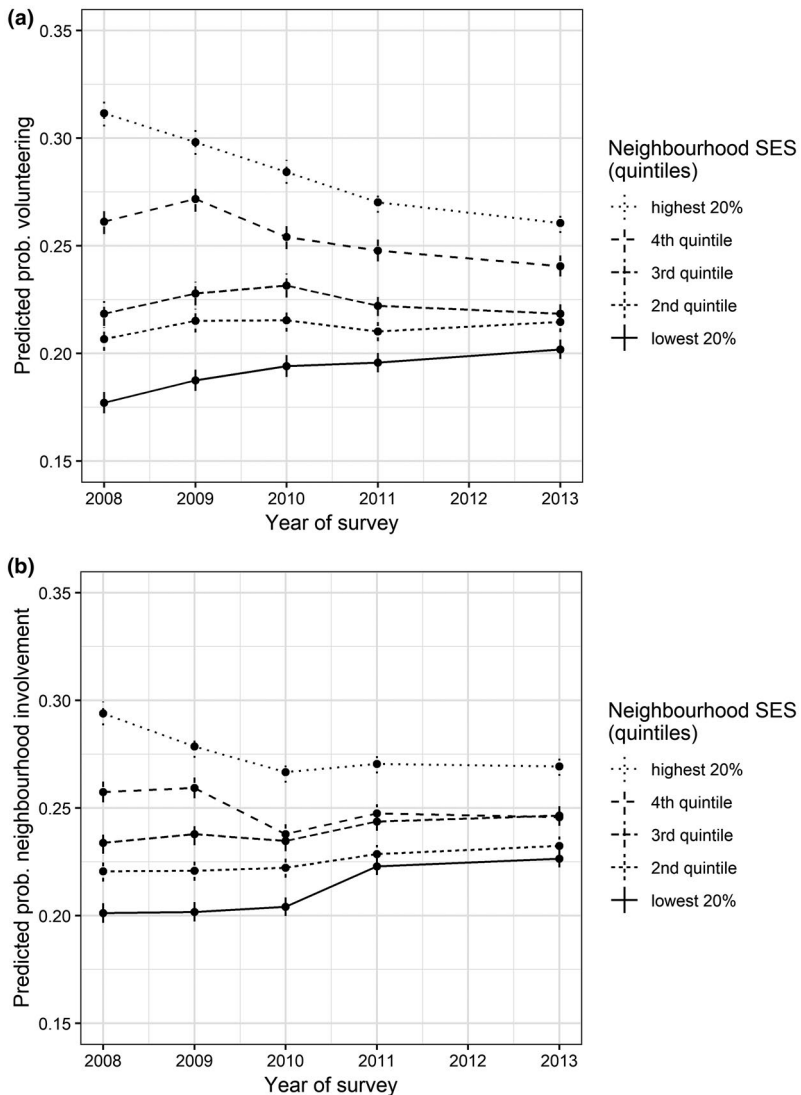 (a)
0.35
0.30
0.25
0.20
0.15
Predicted prob. volunteering
2008 2009 2010 2011 2012 2013
Year of survey
Neighbourhood SES
(quintiles)
highest 20%
4th quintile
3rd quintile
2nd quintile
lowest 20%
(b)
0.35
0.30
0.25
0.20
0.15
Predicted prob. neighbourhood involvement
2008 2009 2010 2011 2012 2013
Year of survey
Neighbourhood SES
(quintiles)
highest 20%
4th quintile
3rd quintile
2nd quintile
lowest 20%